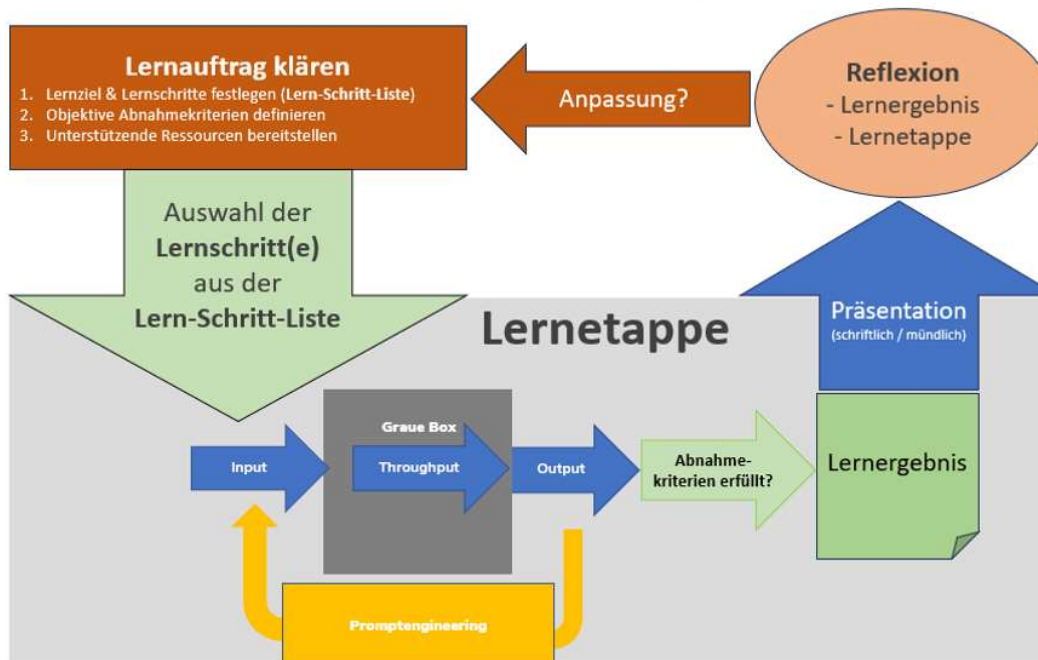 Lernauftrag klären
1. Lernziel & Lernschritte festlegen (Lern-Schritt-Liste)
2. Objektive Abnahmekriterien definieren
3. Unterstützende Ressourcen bereitstellen
Anpassung?
Reflexion
- Lernergebnis
- Lernetappe
Auswahl der
Lernschritt(e)
aus der
Lern-Schritt-Liste
Lernetappe
Präsentation
(schriftlich / mündlich)
Graue Box
Input
Throughput
Output
Abnahme-
kriterien erfüllt?
Lernergebnis
Promptengineering